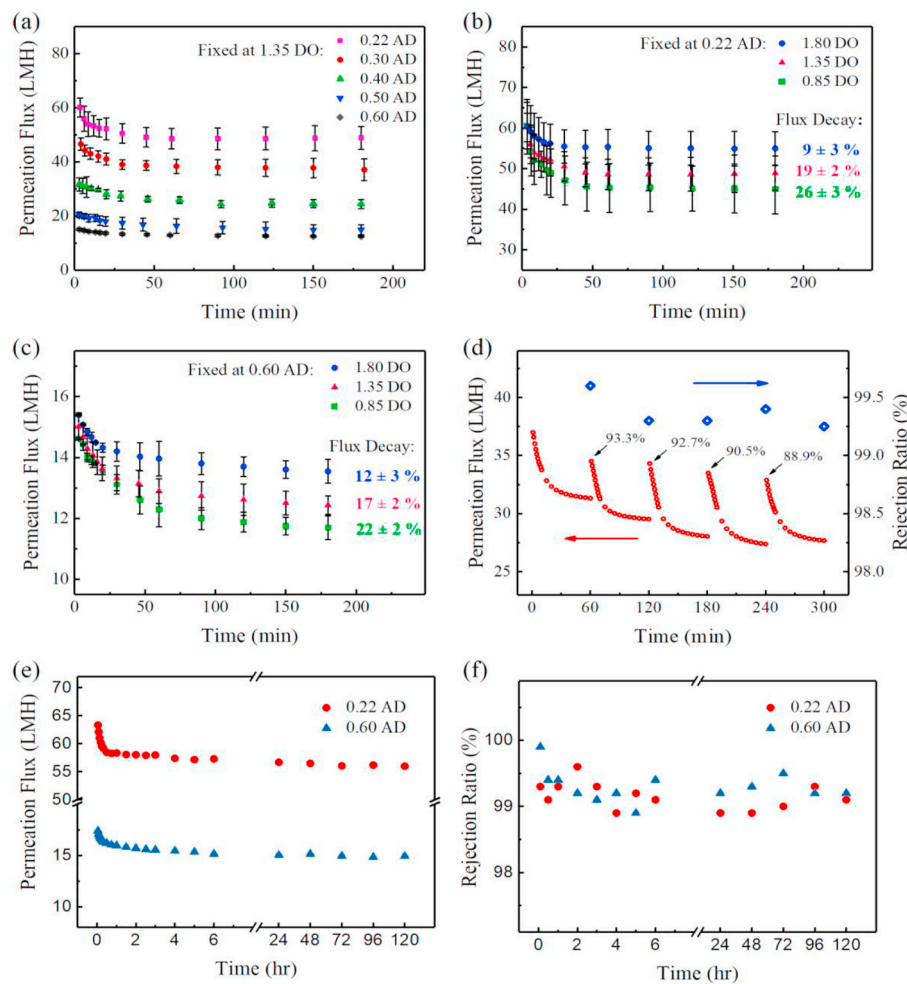 (a)
Permeation Flux (LMH)
Fixed at 1.35 DO:
0.22 AD
0.30 AD
0.40 AD
0.50 AD
0.60 AD
80
60
40
20
0
0 50 100 150 200
Time (min)
(b)
Permeation Flux (LMH)
Fixed at 0.22 AD:
1.80 DO
1.35 DO
0.85 DO
Flux Decay:
9 ± 3 %
19 ± 2 %
26 ± 3 %
80
70
60
50
40
30
0 50 100 150 200
Time (min)
(c)
Permeation Flux (LMH)
Fixed at 0.60 AD:
1.80 DO
1.35 DO
0.85 DO
Flux Decay:
12 ± 3 %
17 ± 2 %
22 ± 2 %
16
14
12
10
0 50 100 150 200
Time (min)
(d)
Permeation Flux (LMH)
41
37
33
29
25
93.3%
92.7%
90.5%
88.9%
99.5
99.0
98.5
98.0
Rejection Ratio (%)
0 60 120 180 240 300
Time (min)
(e)
Permeation Flux (LMH)
0.22 AD
0.60 AD
70
65
60
55
50
15
10
0 2 4 6 24 48 72 96 120
Time (hr)
(f)
Rejection Ratio (%)
0.22 AD
0.60 AD
100
99
98
0 2 4 6 24 48 72 96 120
Time (hr)